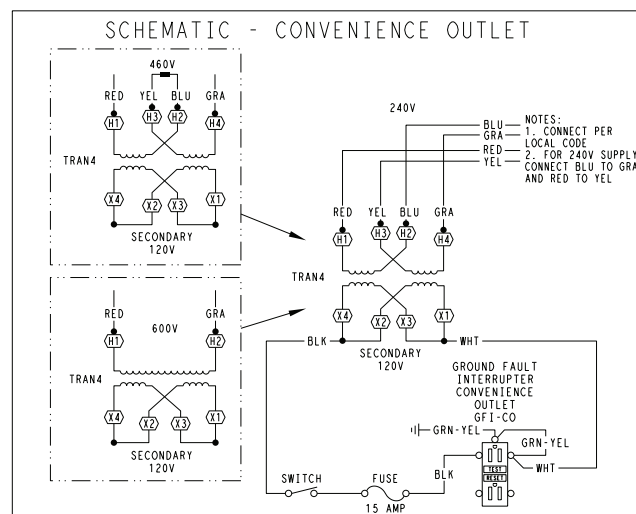 SCHEMATIC - CONVENIENCE OUTLET
460V
RED YEL BLU GRA
H1 H3 H2 H4
TRAN4
X4 X2 X3 X1
SECONDARY
120V
RED GRA
600V
H1 H2
TRAN4
X4 X2 X3 X1
SECONDARY
120V
240V
BLU
GRA
RED
YEL
NOTES:
1. CONNECT PER
LOCAL CODE
2. FOR 240V SUPPLY
CONNECT BLU TO GRA
AND RED TO YEL
RED YEL BLU GRA
H1 H3 H2 H4
TRAN4
X4 X2 X3 X1
BLK
WHT
SECONDARY
120V
GROUND FAULT
INTERRUPTER
CONVENIENCE
OUTLET
GFI-CO
GRN-YEL
GRN-YEL
WHT
BLK
TEST
RESET
SWITCH
FUSE
15 AMP